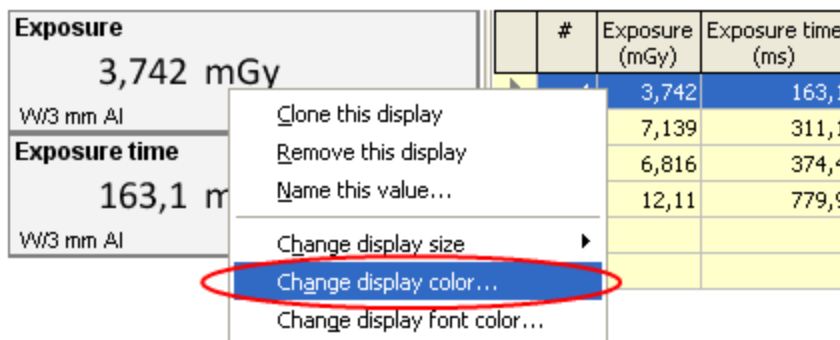 Exposure
3,742 mGy
W/3 mm Al
Exposure time
163,1
W/3 mm Al
Clone this display
Remove this display
Name this value...
Change display size
Change display color...
Change display font color...
# Exposure (mGy) Exposure time (ms)
3,742 163,1
7,139 311,1
6,816 374,4
12,11 779,9